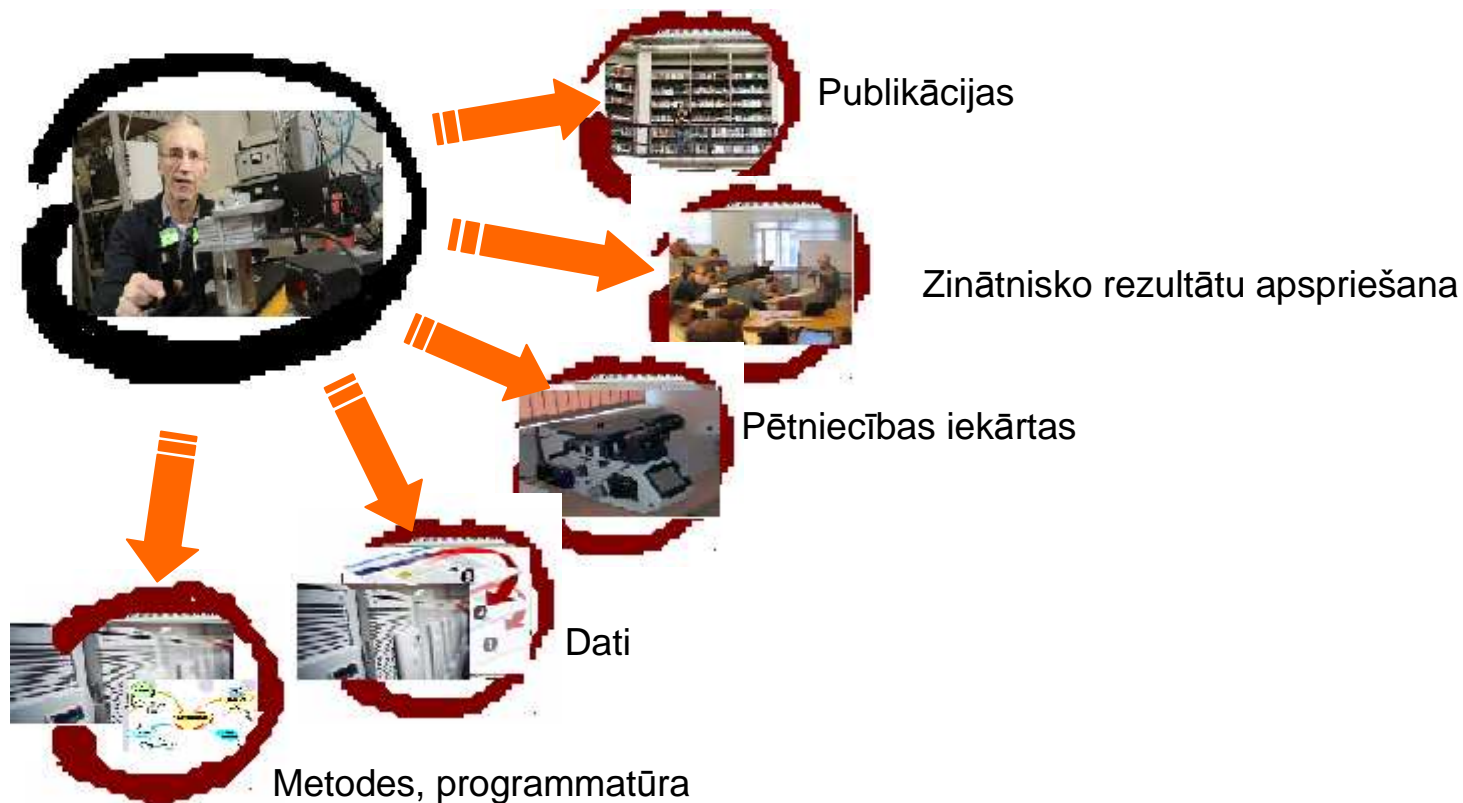 Publikācijas
Zinātnisko rezultātu apspriešana
Pētniecības iekārtas
Dati
Metodes, programmatūra